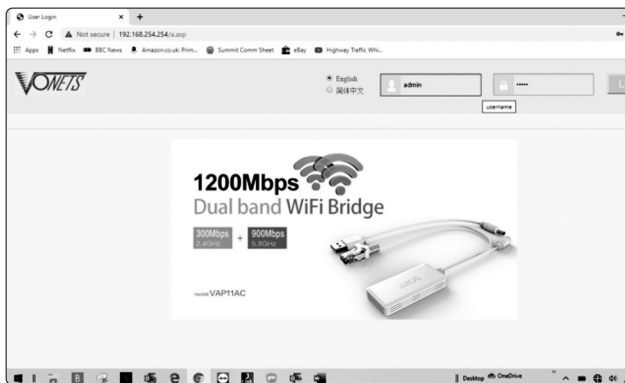 User Login
Not secure | 192.168.254.254/a.asp
Apps Netflix BBC News Amazon.co.uk: Prim... Summit Comm Sheet eBay Highway Traffic Whi...
VONETS
English
简体中文
admin
•••••
username
1200Mbps
Dual band WiFi Bridge
300Mbps + 900Mbps
2.4GHz 5.8GHz
model:VAP11AC
Desktop OneDrive